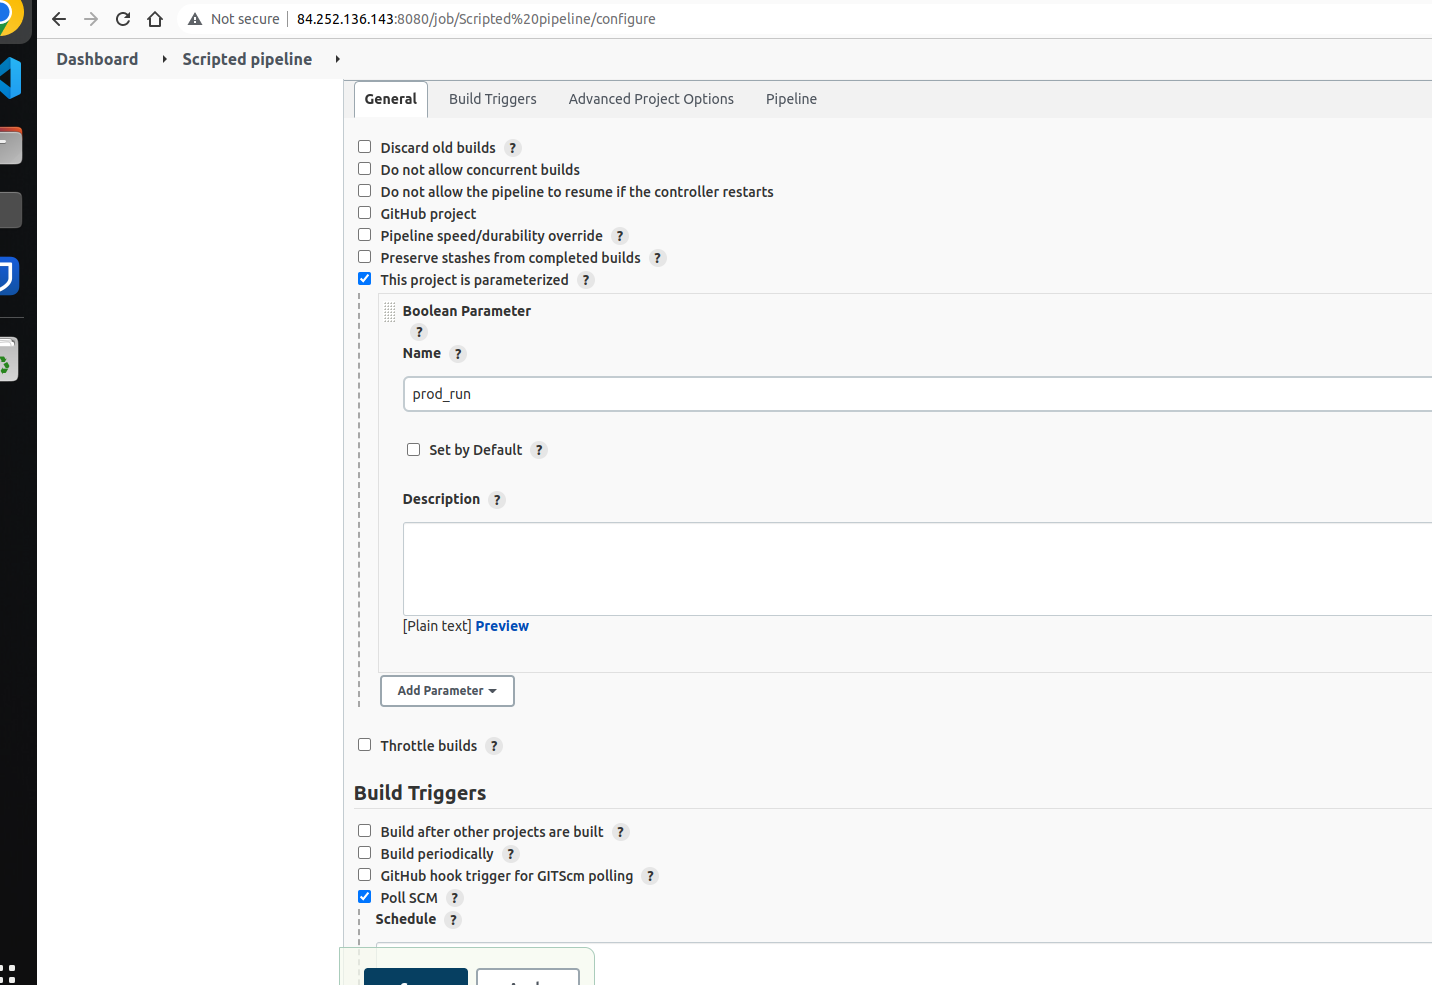 Not secure 84.252.136.143:8080/job/Scripted%20pipeline/configure
Dashboard Scripted pipeline
General Build Triggers Advanced Project Options Pipeline
Discard old builds ?
Do not allow concurrent builds
Do not allow the pipeline to resume if the controller restarts
GitHub project
Pipeline speed/durability override ?
Preserve stashes from completed builds ?
This project is parameterized ?
Boolean Parameter
?
Name ?
prod_run
Set by Default ?
Description ?
[Plain text] Preview
Add Parameter
Throttle builds ?
Build Triggers
Build after other projects are built ?
Build periodically ?
GitHub hook trigger for GITScm polling ?
Poll SCM ?
Schedule ?